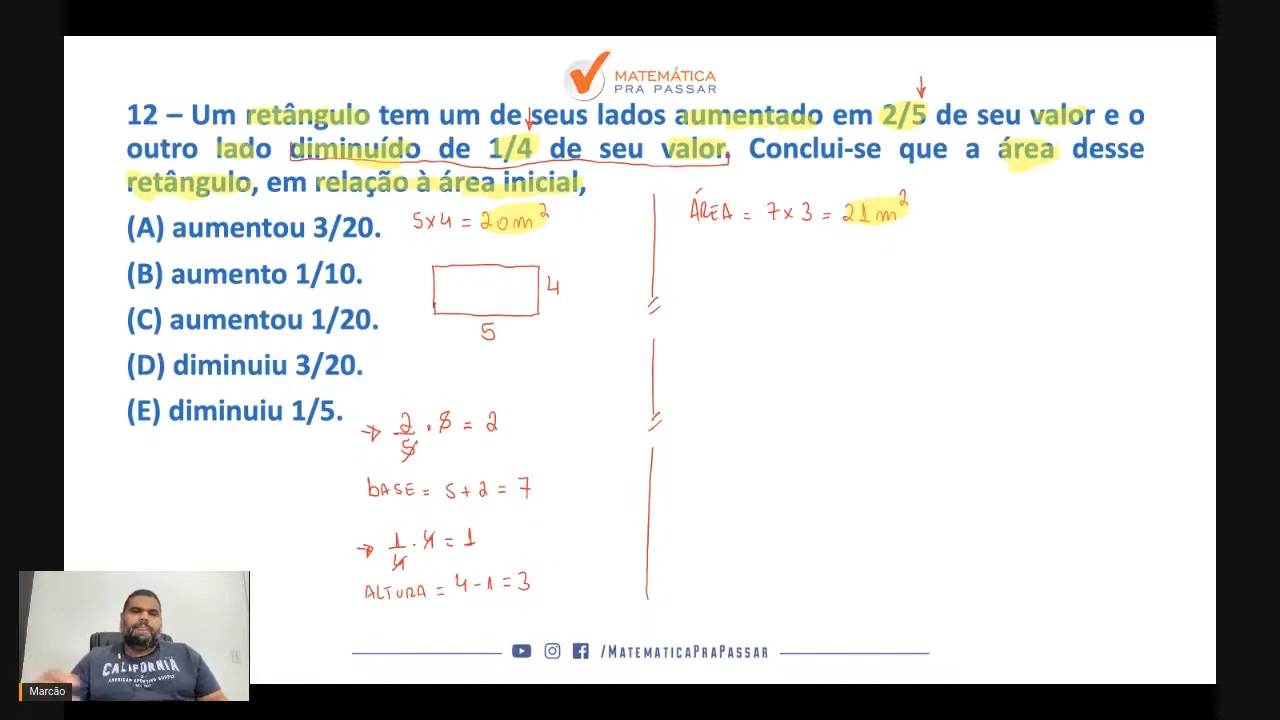 MATEMÁTICA
PRA PASSAR
12 – Um retângulo tem um de seus lados aumentado em 2/5 de seu valor e o
outro lado diminuído de 1/4 de seu valor. Conclui-se que a área desse
retângulo, em relação à área inicial,
(A) aumentou 3/20.
5x4 = 20m²
ÁREA = 7x3 = 21m²
(B) aumento 1/10.
4
(C) aumentou 1/20.
5
(D) diminuiu 3/20.
(E) diminuiu 1/5.
2/5 . 5 = 2
BASE = 5+2 = 7
1/4 . 4 = 1
ALTURA = 4-1 = 3
CALIFORNIA
/MATEMATICAPRAPASSAR
Marcão